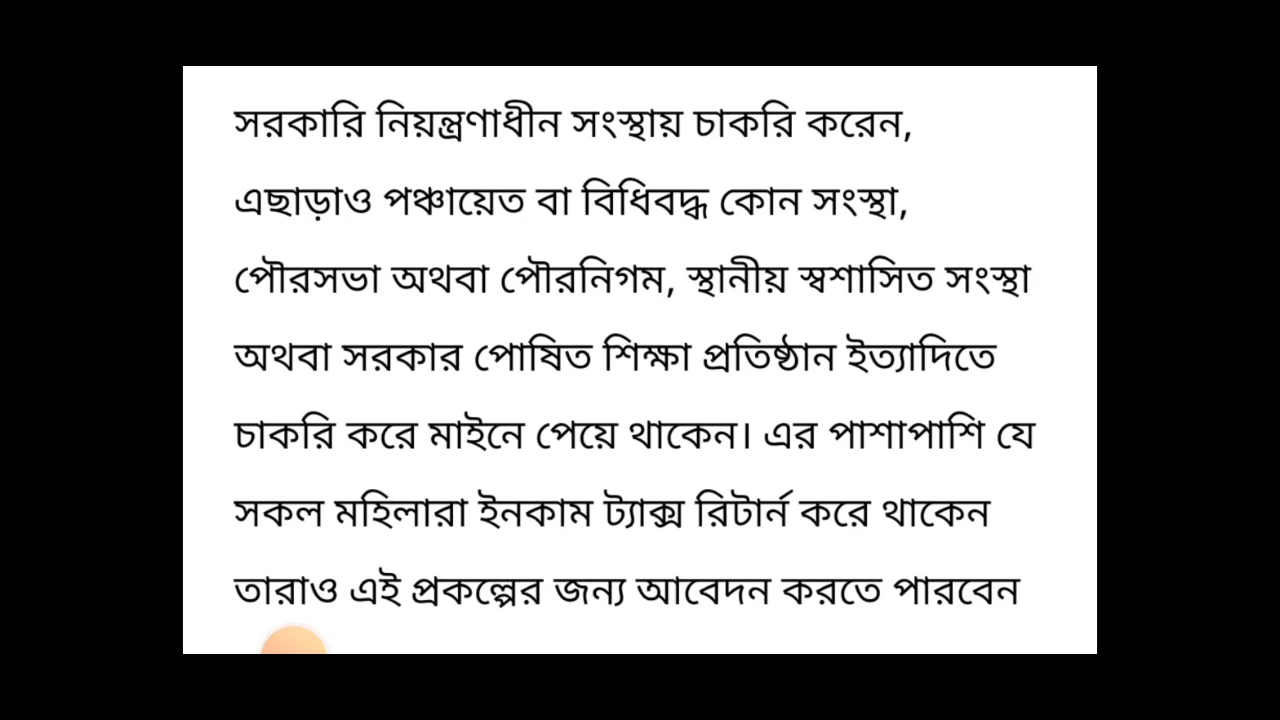 সরকারি নিয়ন্ত্রণাধীন সংস্থায় চাকরি করেন,
এছাড়াও পঞ্চায়েত বা বিধিবদ্ধ কোন সংস্থা,
পৌরসভা অথবা পৌরনিগম, স্থানীয় স্বশাসিত সংস্থা
অথবা সরকার পোষিত শিক্ষা প্রতিষ্ঠান ইত্যাদিতে
চাকরি করে মাইনে পেয়ে থাকেন। এর পাশাপাশি যে
সকল মহিলারা ইনকাম ট্যাক্স রিটার্ন করে থাকেন
তারাও এই প্রকল্পের জন্য আবেদন করতে পারবেন